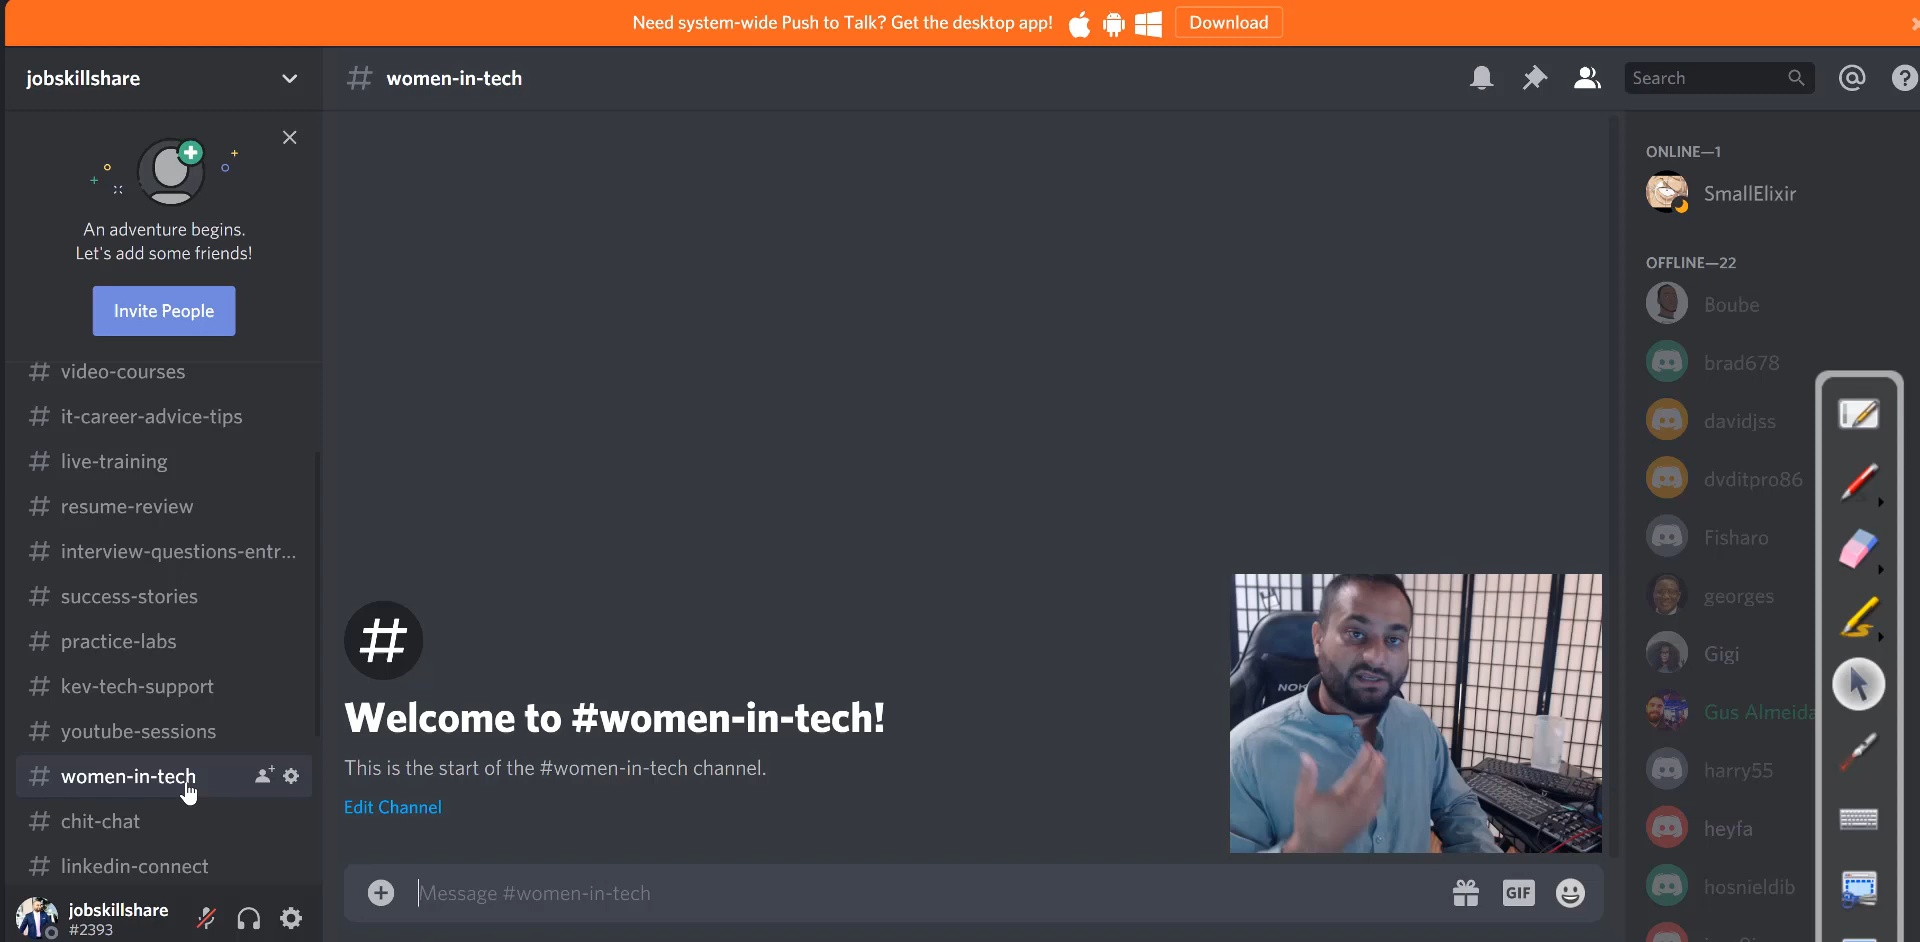 Need system-wide Push to Talk? Get the desktop app!
Download
jobskillshare
An adventure begins.
Let's add some friends!
Invite People
# video-courses
# it-career-advice-tips
# live-training
# resume-review
# interview-questions-entr...
# success-stories
# practice-labs
# kev-tech-support
# youtube-sessions
# women-in-tech
# chit-chat
# linkedin-connect
jobskillshare
#2393
# women-in-tech
Search
#
Welcome to #women-in-tech!
This is the start of the #women-in-tech channel.
Edit Channel
Message #women-in-tech
GIF
ONLINE—1
SmallElixir
OFFLINE—22
Boube
brad678
davidjss
dvditpro86
Fisharo
georges
Gigi
Gus Almeida
harry55
heyfa
hosnieldib